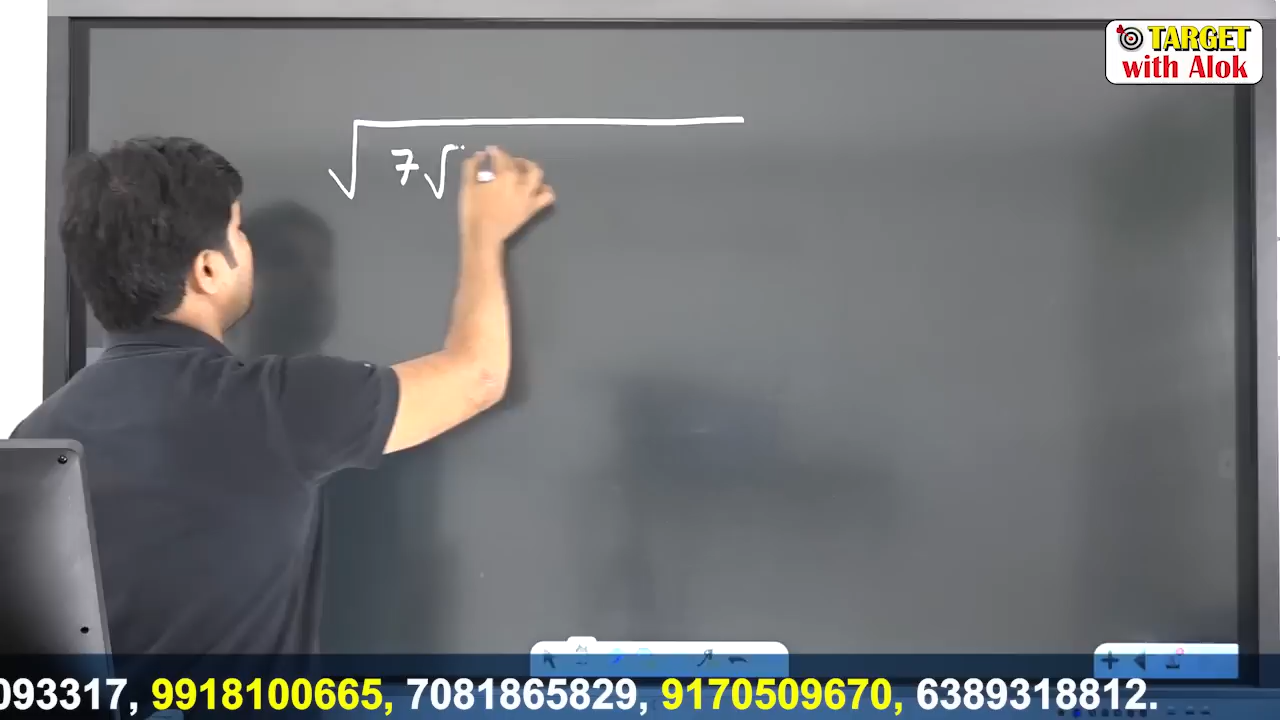 TARGET
with Alok
√ 7√
093317, 9918100665, 7081865829, 9170509670, 6389318812.